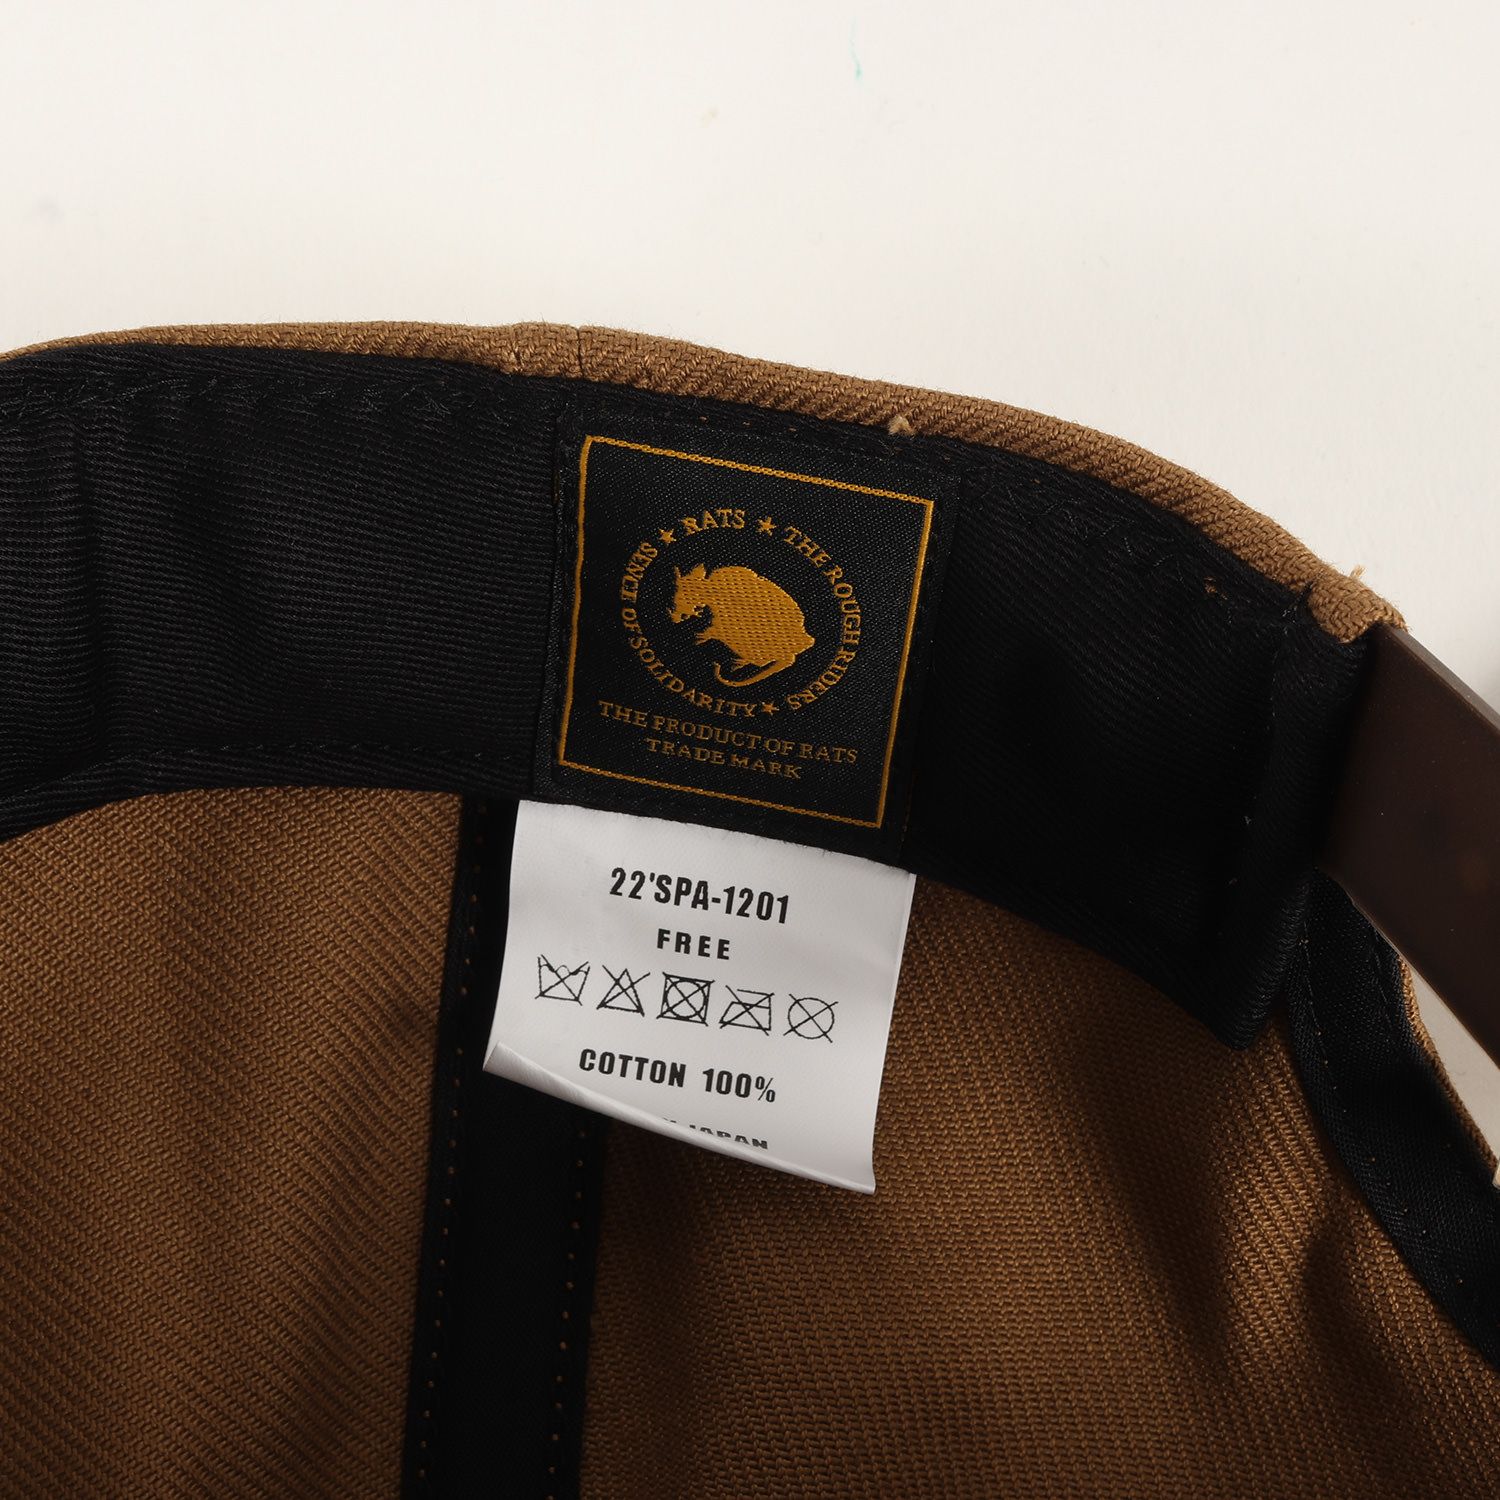 ★ RATS ★ THE ROUGH RIDERS
SENCE OF SOLIDARITY ★
THE PRODUCT OF RATS
TRADE MARK
22'SPA-1201
FREE
COTTON 100%
JAPAN